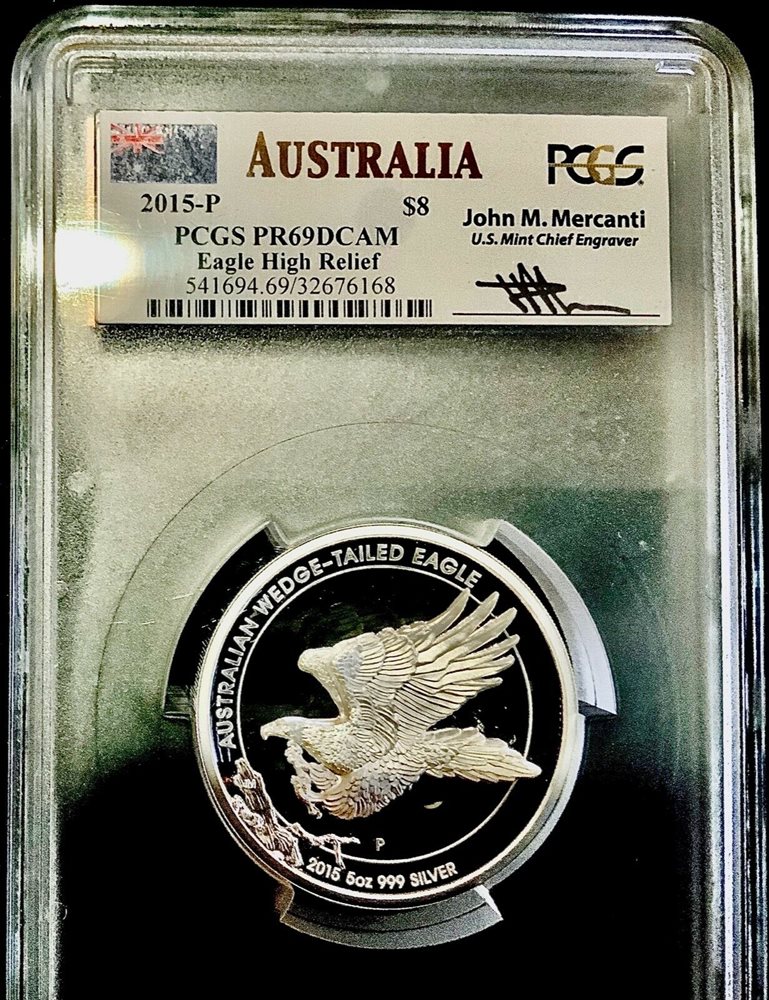 AUSTRALIA
PCGS
2015-P $8
PCGS PR69DCAM
Eagle High Relief
541694.69/32676168
John M. Mercanti
U.S. Mint Chief Engraver
AUSTRALIAN WEDGE-TAILED EAGLE
P
2015 5oz 999 SILVER